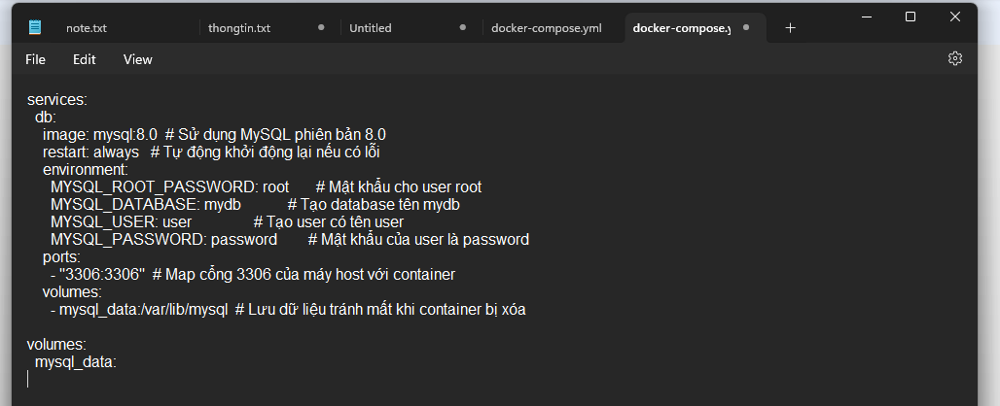 note.txt
thongtin.txt
Untitled
docker-compose.yml
docker-compose.y
File Edit View
services:
  db:
    image: mysql:8.0  # Sử dụng MySQL phiên bản 8.0
    restart: always   # Tự động khởi động lại nếu có lỗi
    environment:
      MYSQL_ROOT_PASSWORD: root       # Mật khẩu cho user root
      MYSQL_DATABASE: mydb            # Tạo database tên mydb
      MYSQL_USER: user                # Tạo user có tên user
      MYSQL_PASSWORD: password        # Mật khẩu của user là password
    ports:
      - "3306:3306"  # Map cổng 3306 của máy host với container
    volumes:
      - mysql_data:/var/lib/mysql  # Lưu dữ liệu tránh mất khi container bị xóa
volumes:
  mysql_data: